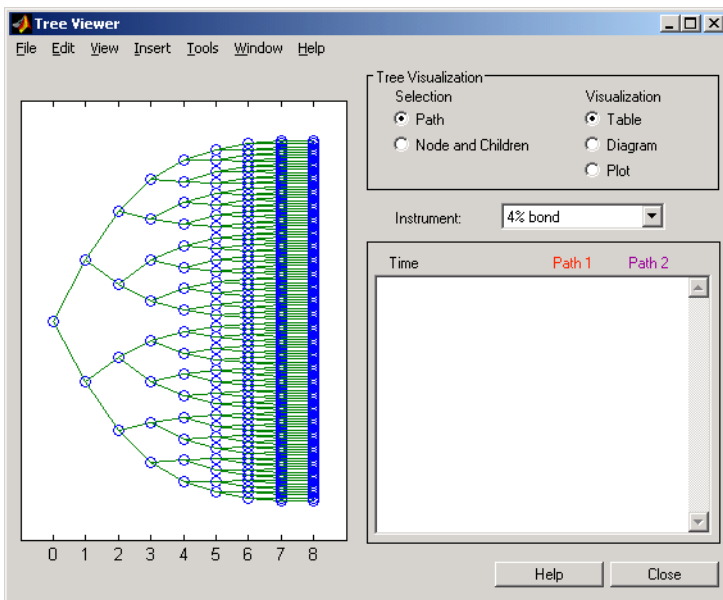 Tree Viewer
File Edit View Insert Tools Window Help
Tree Visualization
Selection Visualization
Path Table
Node and Children Diagram
Plot
Instrument: 4% bond
Time Path 1 Path 2
0 1 2 3 4 5 6 7 8
Help Close